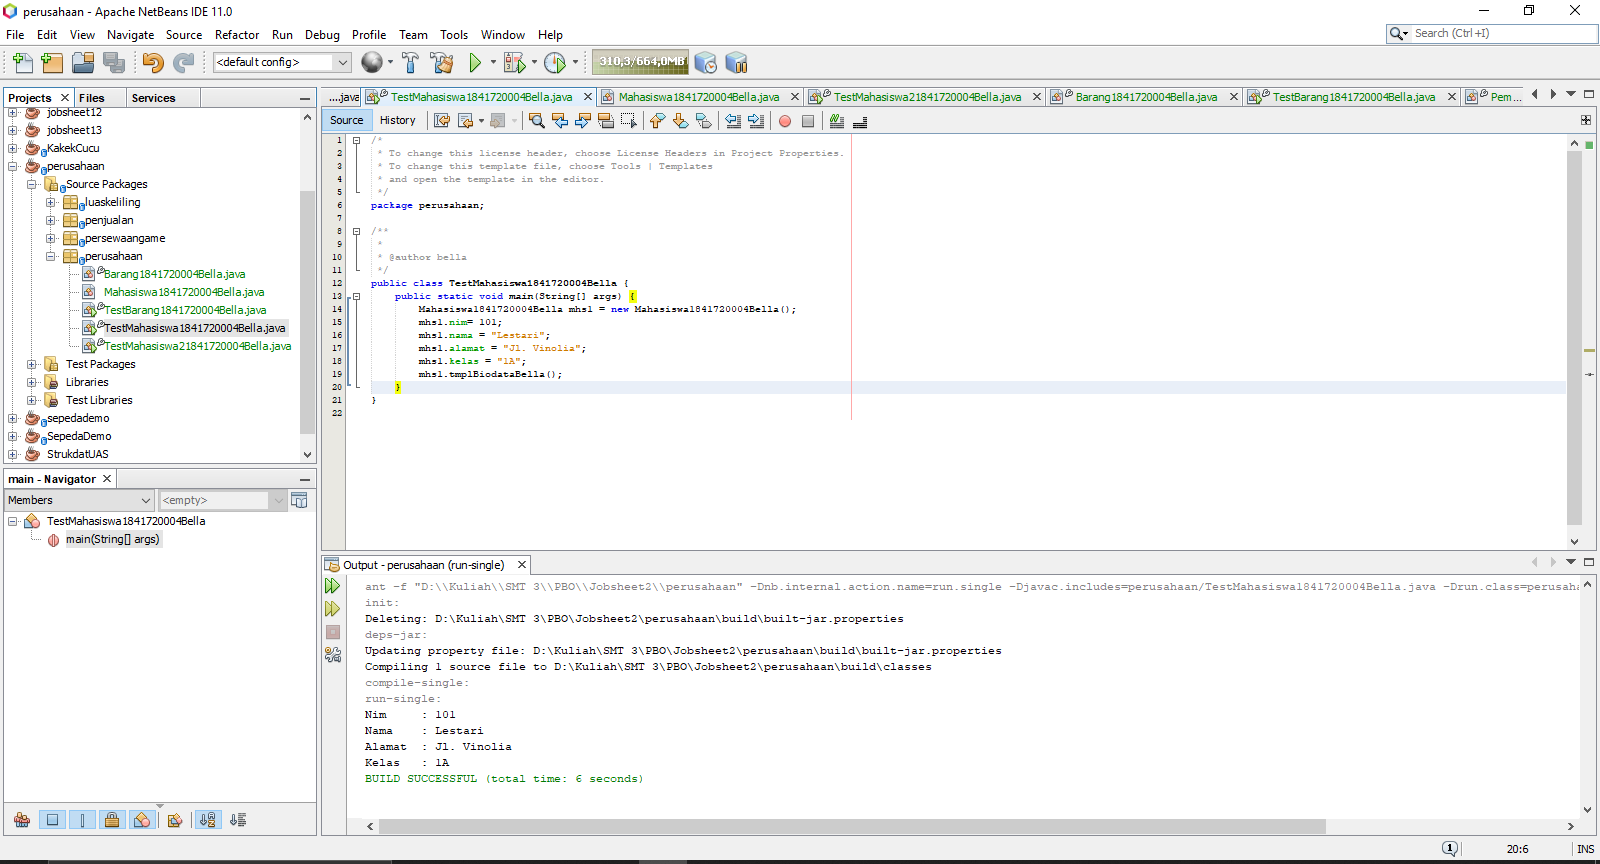 perusahaan - Apache NetBeans IDE 11.0
File Edit View Navigate Source Refactor Run Debug Profile Team Tools Window Help
Search (Ctrl+I)
<default config>
310,3/664,0MB
Projects Files Services
jobsheet12
jobsheet13
KakekCucu
perusahaan
Source Packages
luaskeliling
penjualan
persewaangame
perusahaan
Barang1841720004Bella.java
Mahasiswa1841720004Bella.java
TestBarang1841720004Bella.java
TestMahasiswa1841720004Bella.java
TestMahasiswa21841720004Bella.java
Test Packages
Libraries
Test Libraries
sepedademo
SepedaDemo
StrukdatUAS
main - Navigator
Members
<empty>
TestMahasiswa1841720004Bella
main(String[] args)
....java TestMahasiswa1841720004Bella.java Mahasiswa1841720004Bella.java TestMahasiswa21841720004Bella.java Barang1841720004Bella.java TestBarang1841720004Bella.java Pem...
Source History
1 /*
2 * To change this license header, choose License Headers in Project Properties.
3 * To change this template file, choose Tools | Templates
4 * and open the template in the editor.
5 */
6 package perusahaan;
7
8 /**
9 *
10 * @author bella
11 */
12 public class TestMahasiswa1841720004Bella {
13 public static void main(String[] args) {
14 Mahasiswa1841720004Bella mhs1 = new Mahasiswa1841720004Bella();
15 mhs1.nim= 101;
16 mhs1.nama = "Lestari";
17 mhs1.alamat = "Jl. Vinolia";
18 mhs1.kelas = "1A";
19 mhs1.tmplBiodataBella();
20 }
21 }
22
Output - perusahaan (run-single)
ant -f "D:\\Kuliah\\SMT 3\\PBO\\Jobsheet2\\perusahaan" -Dnb.internal.action.name=run.single -Djavac.includes=perusahaan/TestMahasiswa1841720004Bella.java -Drun.class=perusaha
init:
Deleting: D:\Kuliah\SMT 3\PBO\Jobsheet2\perusahaan\build\built-jar.properties
deps-jar:
Updating property file: D:\Kuliah\SMT 3\PBO\Jobsheet2\perusahaan\build\built-jar.properties
Compiling 1 source file to D:\Kuliah\SMT 3\PBO\Jobsheet2\perusahaan\build\classes
compile-single:
run-single:
Nim : 101
Nama : Lestari
Alamat : Jl. Vinolia
Kelas : 1A
BUILD SUCCESSFUL (total time: 6 seconds)
1 20:6 INS